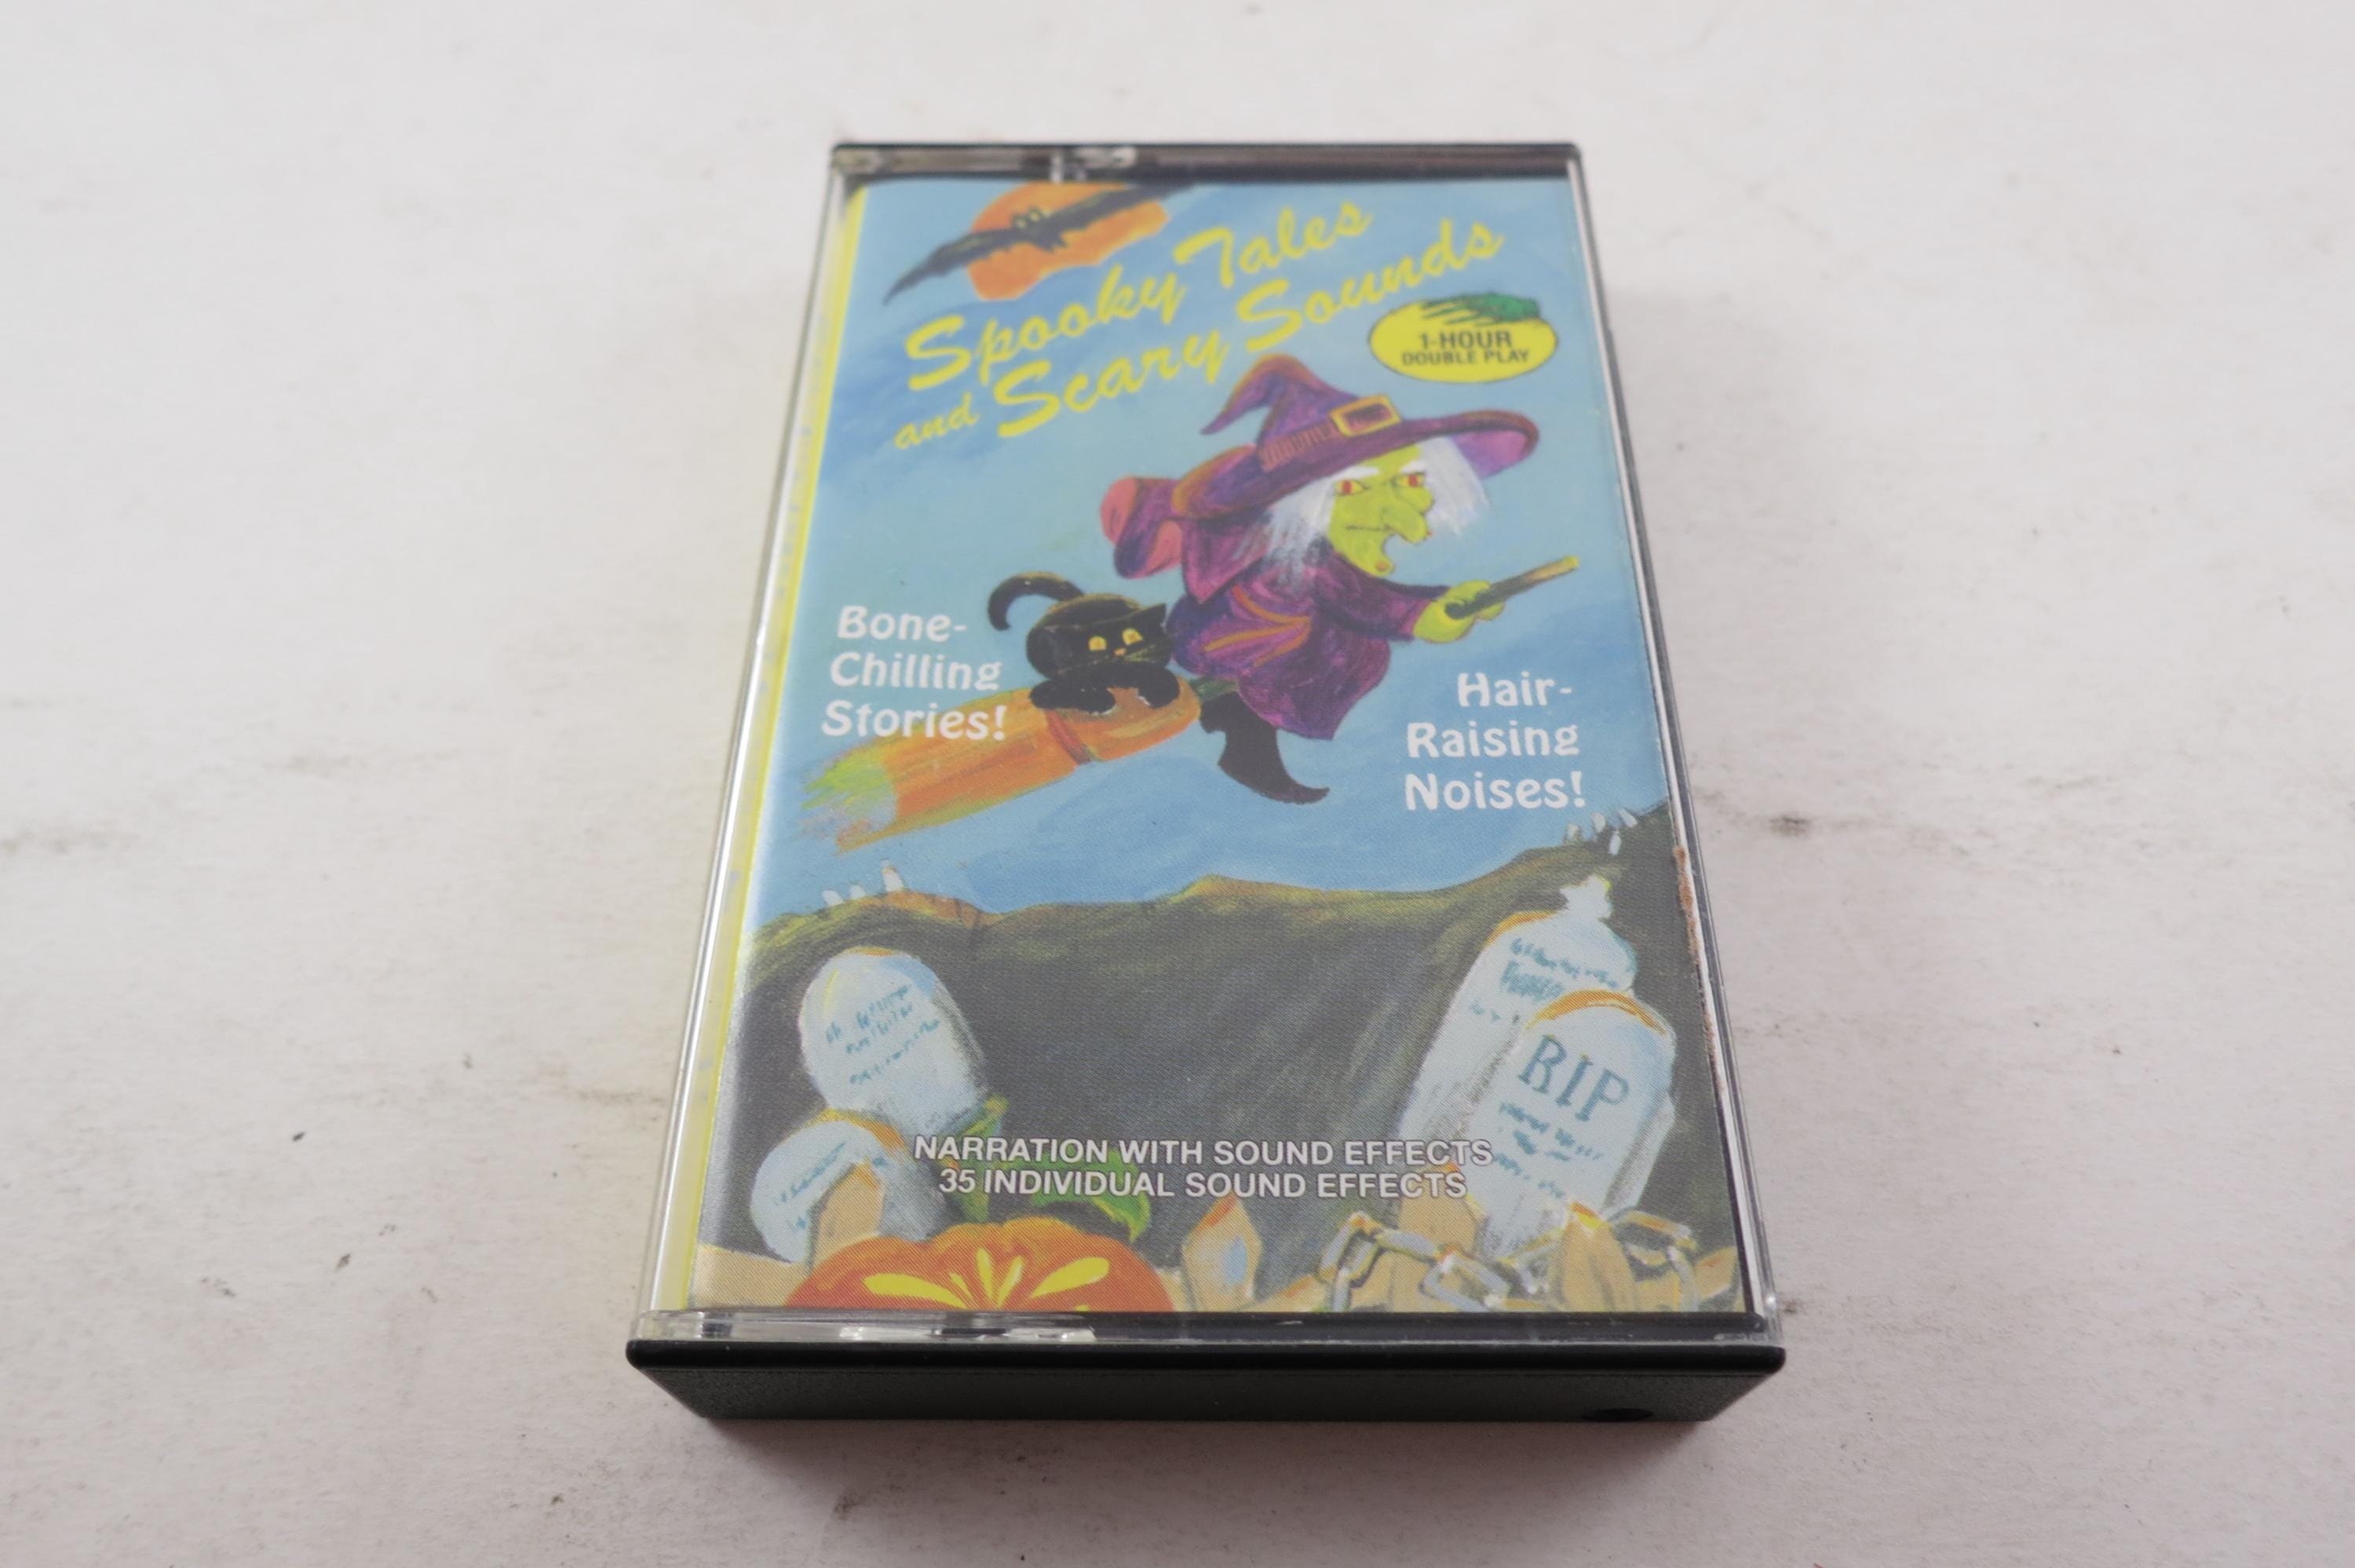 Spooky Tales
and Scary Sounds
1-HOUR
DOUBLE PLAY
Bone-
Chilling
Stories!
Hair-
Raising
Noises!
RIP
NARRATION WITH SOUND EFFECTS
35 INDIVIDUAL SOUND EFFECTS